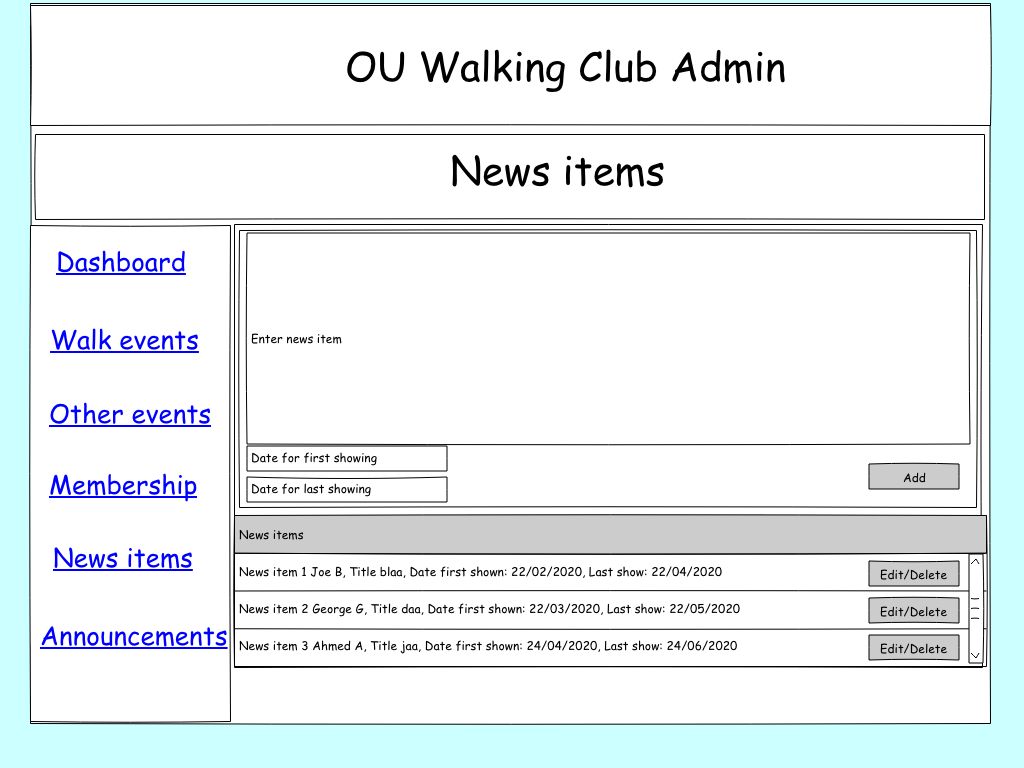 OU Walking Club Admin
News items
Dashboard
Walk events
Other events
Membership
News items
Announcements
Enter news item
Date for first showing
Date for last showing
Add
News items
News item 1 Joe B, Title blaa, Date first shown: 22/02/2020, Last show: 22/04/2020
Edit/Delete
News item 2 George G, Title daa, Date first shown: 22/03/2020, Last show: 22/05/2020
Edit/Delete
News item 3 Ahmed A, Title jaa, Date first shown: 24/04/2020, Last show: 24/06/2020
Edit/Delete